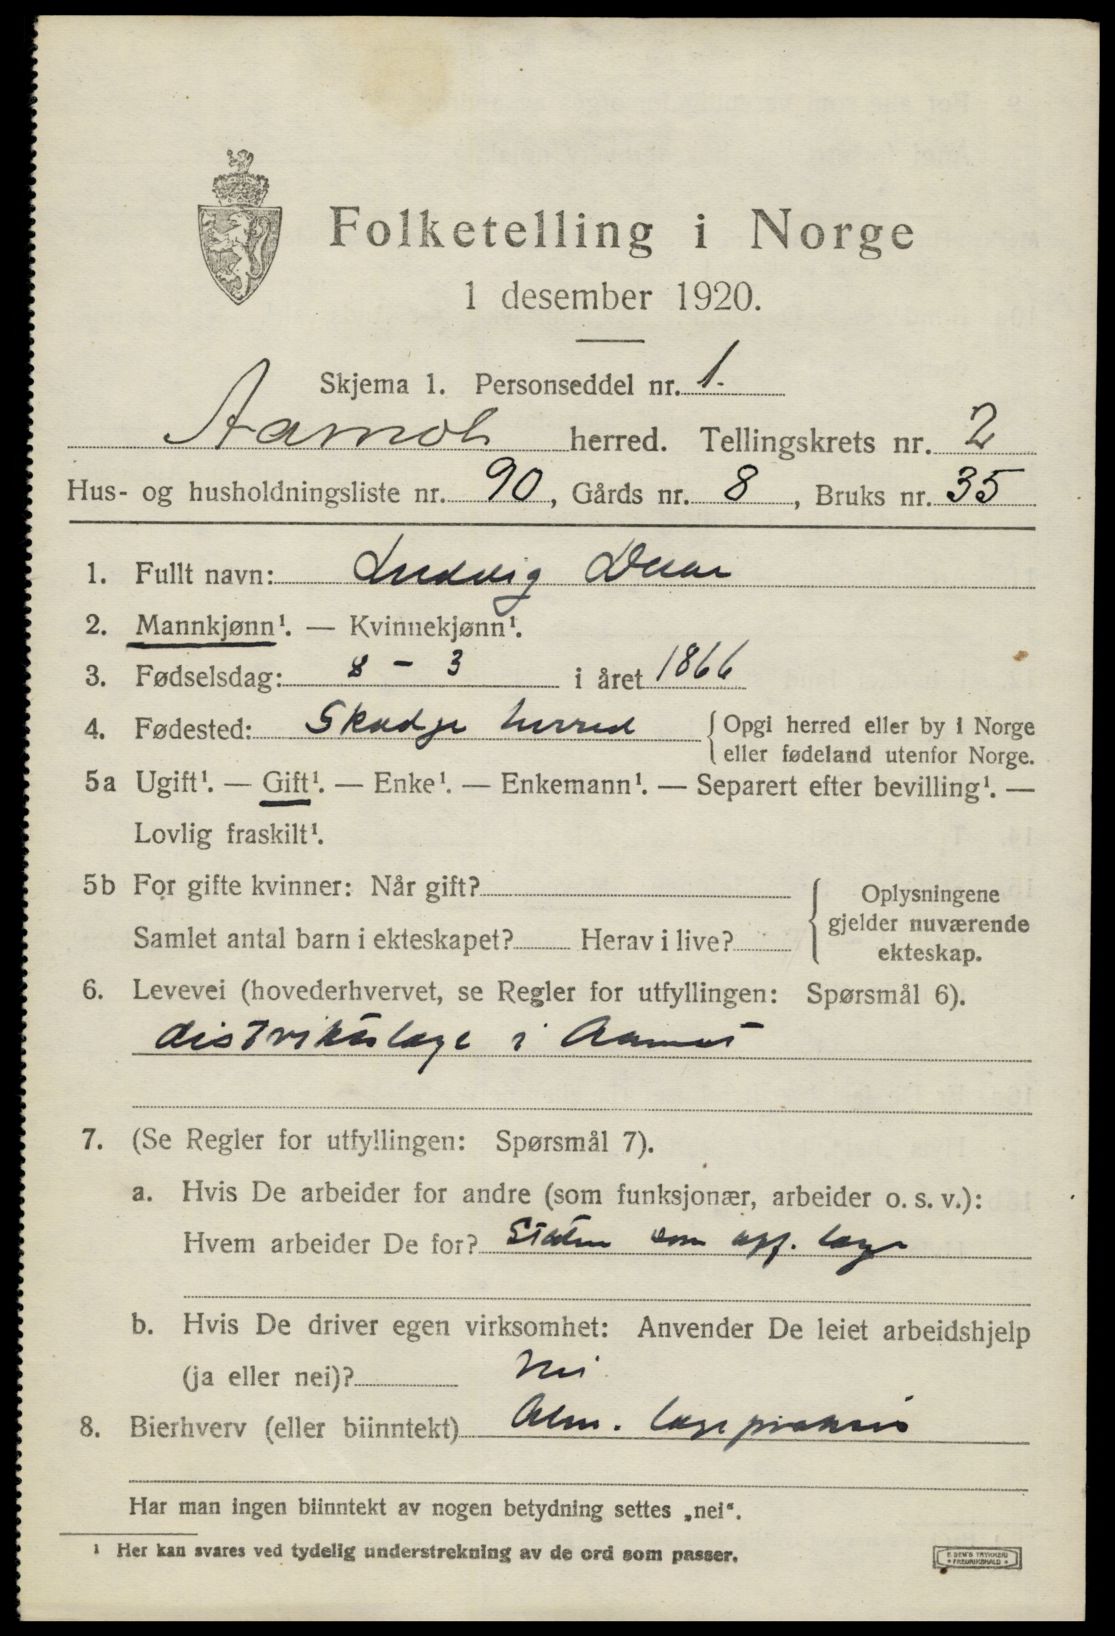 Folketelling i Norge
1 desember 1920.
Skjema 1. Personseddel nr. 1.
Aamot herred. Tellingskrets nr. 2
Hus- og husholdningsliste nr. 90, Gårds nr. 8, Bruks nr. 35
1. Fullt navn: Ludvig Daae
2. Mannkjønn¹. — Kvinnekjønn¹.
3. Fødselsdag: 8 - 3 i året 1866
4. Fødested: Skodje herred { Opgi herred eller by i Norge
eller fødeland utenfor Norge.
5a Ugift¹. — Gift¹. — Enke¹. — Enkemann¹. — Separert efter bevilling¹. —
Lovlig fraskilt¹.
5b For gifte kvinner: Når gift?
Samlet antal barn i ekteskapet? Herav i live?
{ Oplysningene
gjelder nuværende
ekteskap.
6. Levevei (hovederhvervet, se Regler for utfyllingen: Spørsmål 6).
distriktslæge i Aamot
7. (Se Regler for utfyllingen: Spørsmål 7).
a. Hvis De arbeider for andre (som funksjonær, arbeider o. s. v.):
Hvem arbeider De for? Staten som off. læge
b. Hvis De driver egen virksomhet: Anvender De leiet arbeidshjelp
(ja eller nei)? Nei
8. Bierhverv (eller biinntekt) Alm. lægepraksis
Har man ingen biinntekt av nogen betydning settes „nei“.
¹ Her kan svares ved tydelig understrekning av de ord som passer.
E. SEM'S TRYKKERI
FREDRIKSHALD